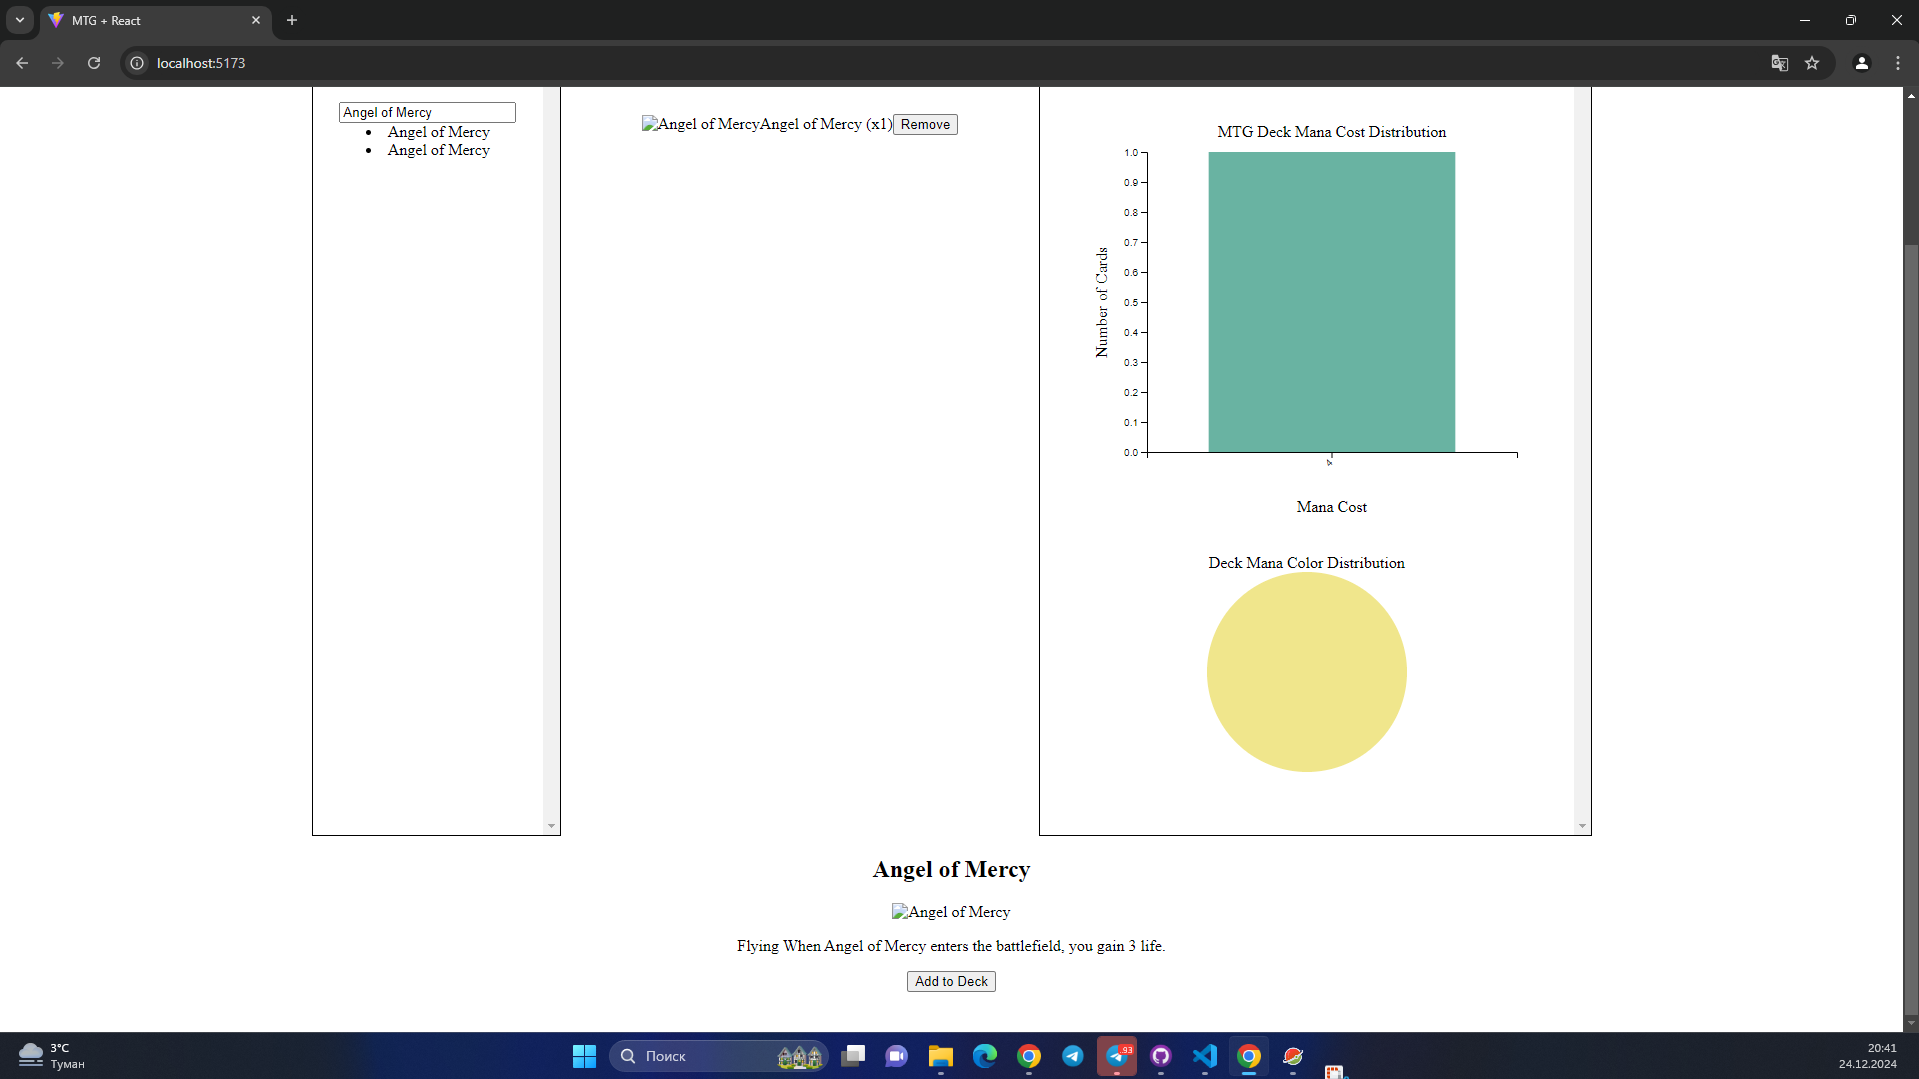 MTG + React
localhost:5173
Angel of Mercy
Angel of Mercy
Angel of Mercy
Angel of MercyAngel of Mercy (x1) Remove
MTG Deck Mana Cost Distribution
1.0
0.9
0.8
0.7
0.6
0.5
0.4
0.3
0.2
0.1
0.0
Number of Cards
Mana Cost
Deck Mana Color Distribution
Angel of Mercy
Angel of Mercy
Flying When Angel of Mercy enters the battlefield, you gain 3 life.
Add to Deck
3°C
Туман
Поиск
93
20:41
24.12.2024